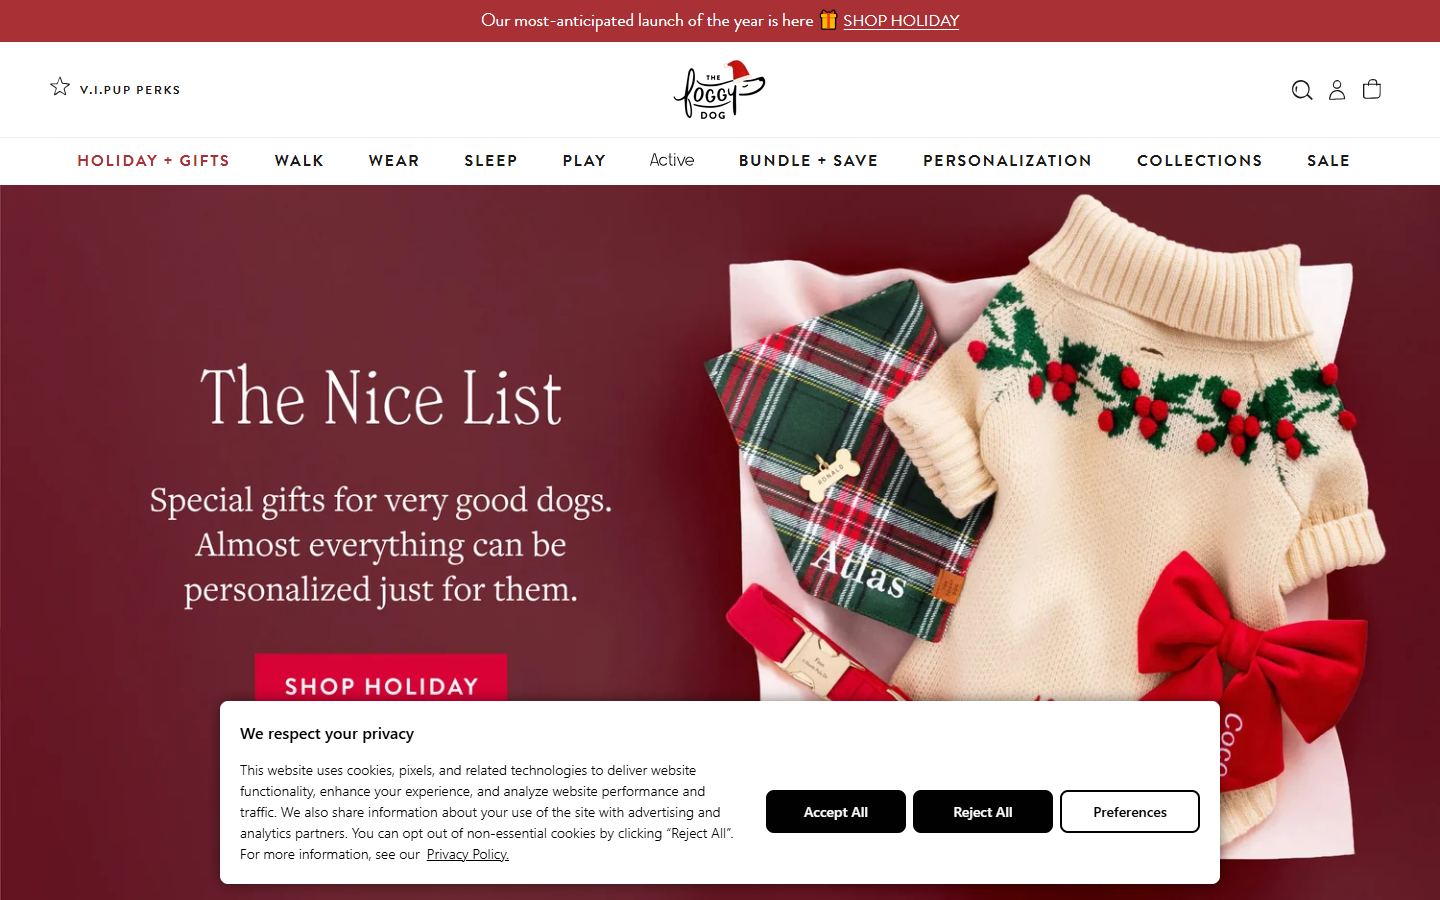 Our most-anticipated launch of the year is here 🎁 SHOP HOLIDAY
V.I.PUP PERKS
THE
foggy
DOG
HOLIDAY + GIFTS
WALK
WEAR
SLEEP
PLAY
Active
BUNDLE + SAVE
PERSONALIZATION
COLLECTIONS
SALE
The Nice List
Special gifts for very good dogs.
Almost everything can be
personalized just for them.
SHOP HOLIDAY
RONALD
Atlas
Coco
We respect your privacy
This website uses cookies, pixels, and related technologies to deliver website
functionality, enhance your experience, and analyze website performance and
traffic. We also share information about your use of the site with advertising and
analytics partners. You can opt out of non-essential cookies by clicking “Reject All”.
For more information, see our Privacy Policy.
Accept All
Reject All
Preferences